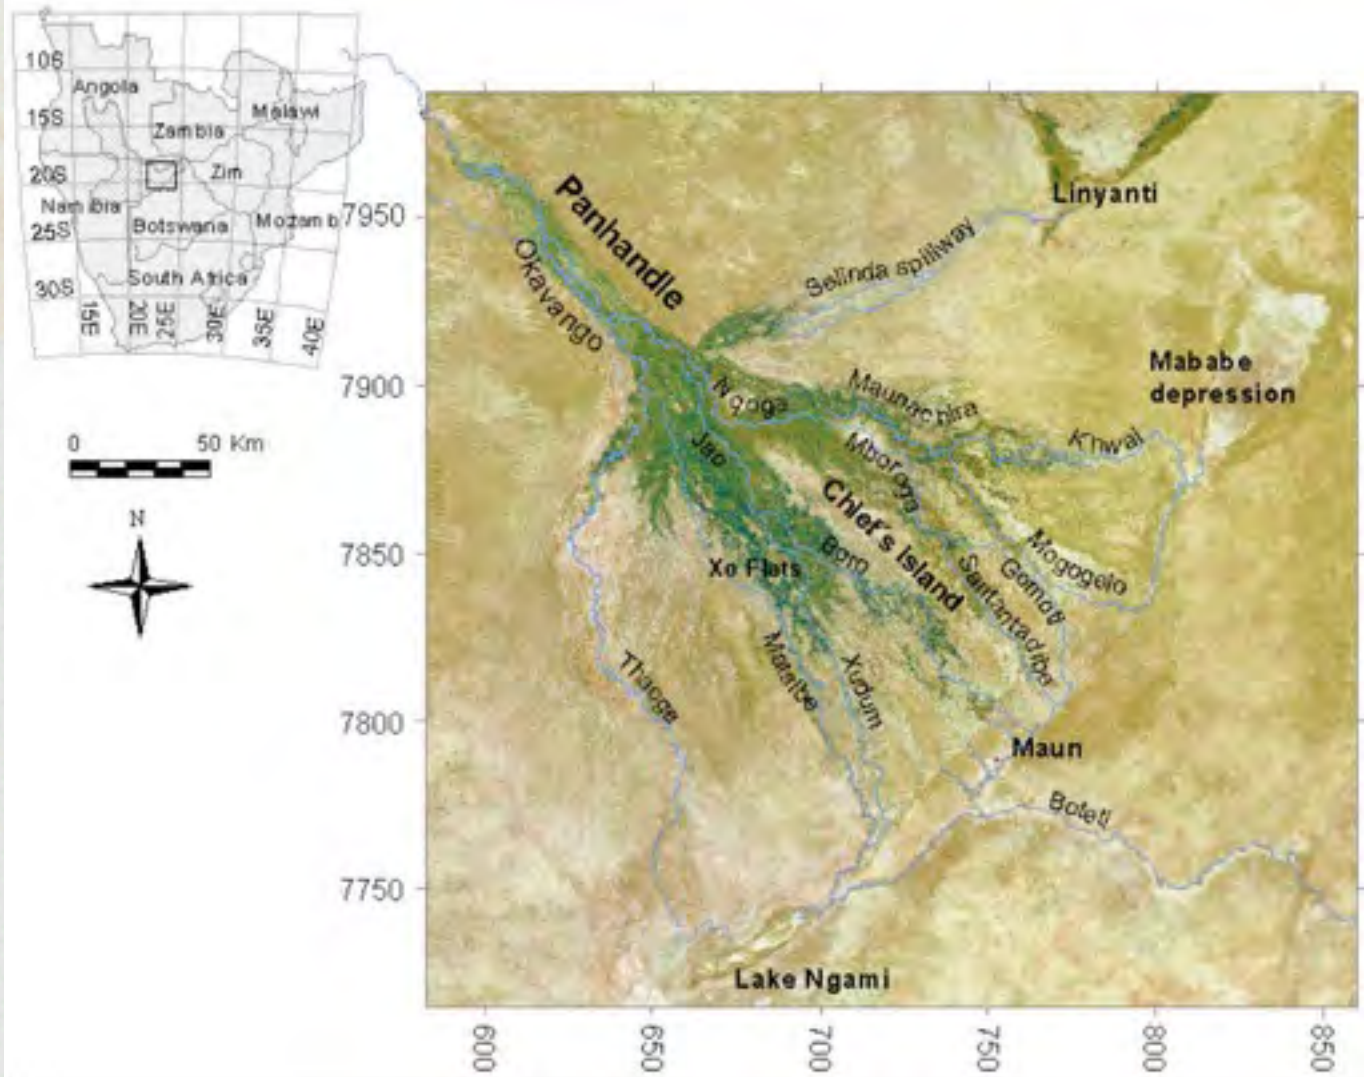 10S
Angola
Malawi
15S
Zambia
20S
Zim
Namibia
25S
Botswana
Mozamb
South Africa
30S
15E
20E
25E
30E
35E
40E
0 50 Km
N
7950
7900
7850
7800
7750
600
650
700
750
800
850
Panhandle
Okavango
Linyanti
Selinda spillway
Mababe
depression
Nqoga
Maunachira
Khwai
Jao
Mboroga
Chief's Island
Boro
Xo Flats
Mogogelo
Gomoti
Santantadibe
Thaoge
Matsibe
Xudum
Maun
Boteti
Lake Ngami